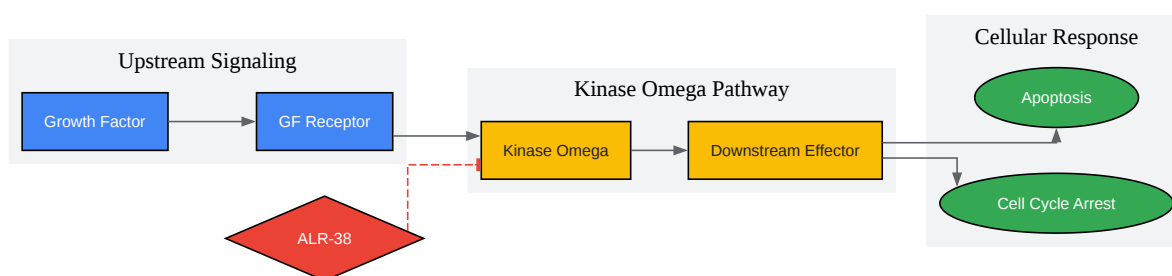 Upstream Signaling
Growth Factor
GF Receptor
ALR-38
Kinase Omega Pathway
Kinase Omega
Downstream Effector
Cellular Response
Apoptosis
Cell Cycle Arrest